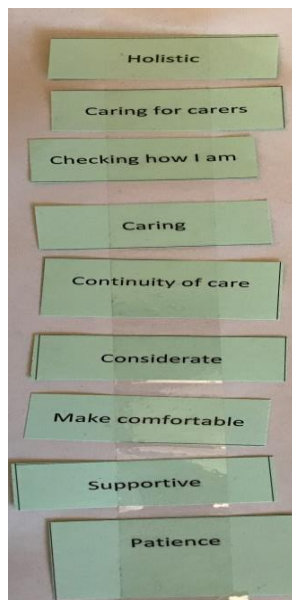 Holistic
Caring for carers
Checking how I am
Caring
Continuity of care
Considerate
Make comfortable
Supportive
Patience